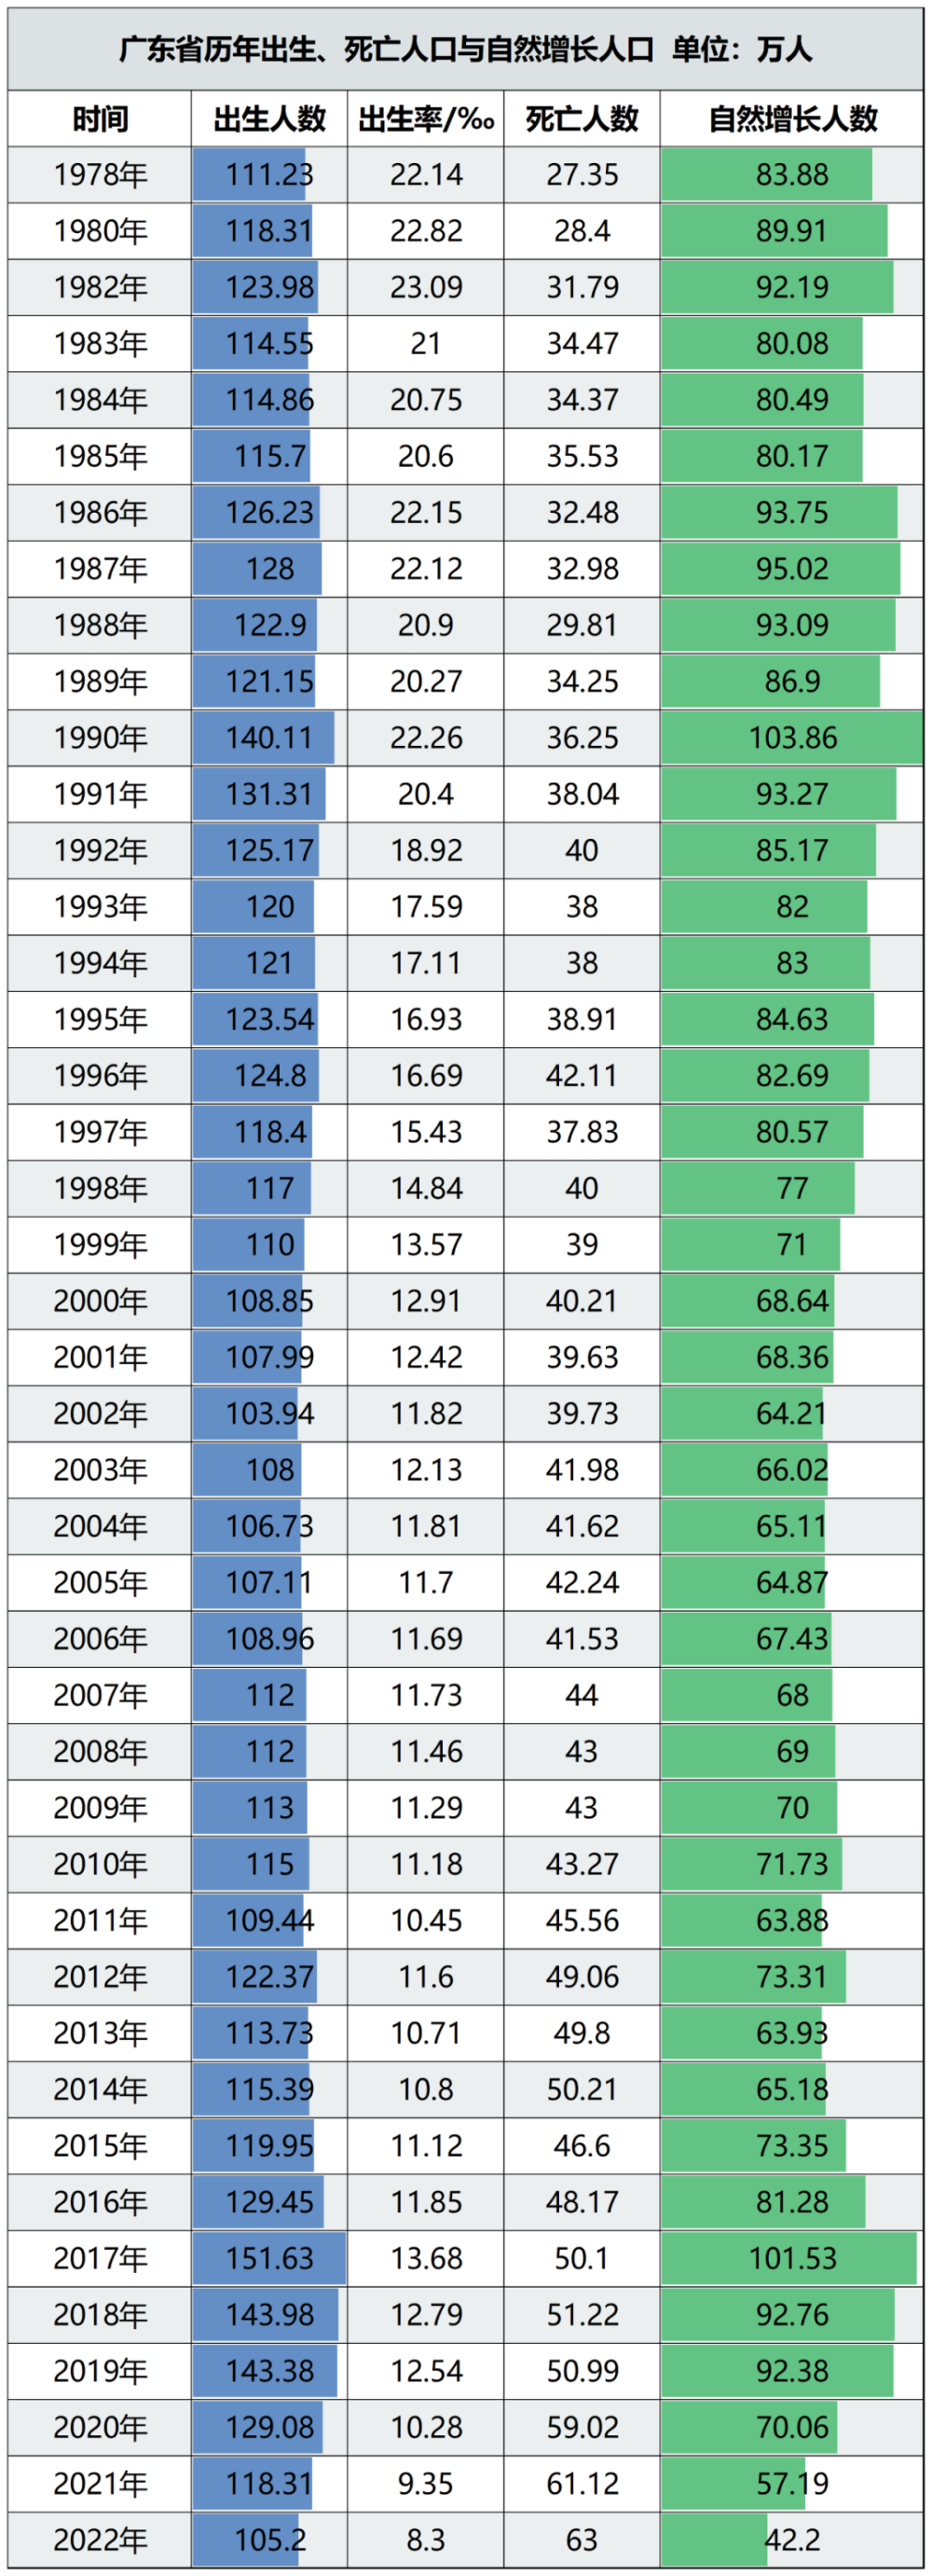 广东省历年出生、死亡人口与自然增长人口 单位：万人
时间 出生人数 出生率/‰ 死亡人数 自然增长人数
1978年 111.23 22.14 27.35 83.88
1980年 118.31 22.82 28.4 89.91
1982年 123.98 23.09 31.79 92.19
1983年 114.55 21 34.47 80.08
1984年 114.86 20.75 34.37 80.49
1985年 115.7 20.6 35.53 80.17
1986年 126.23 22.15 32.48 93.75
1987年 128 22.12 32.98 95.02
1988年 122.9 20.9 29.81 93.09
1989年 121.15 20.27 34.25 86.9
1990年 140.11 22.26 36.25 103.86
1991年 131.31 20.4 38.04 93.27
1992年 125.17 18.92 40 85.17
1993年 120 17.59 38 82
1994年 121 17.11 38 83
1995年 123.54 16.93 38.91 84.63
1996年 124.8 16.69 42.11 82.69
1997年 118.4 15.43 37.83 80.57
1998年 117 14.84 40 77
1999年 110 13.57 39 71
2000年 108.85 12.91 40.21 68.64
2001年 107.99 12.42 39.63 68.36
2002年 103.94 11.82 39.73 64.21
2003年 108 12.13 41.98 66.02
2004年 106.73 11.81 41.62 65.11
2005年 107.11 11.7 42.24 64.87
2006年 108.96 11.69 41.53 67.43
2007年 112 11.73 44 68
2008年 112 11.46 43 69
2009年 113 11.29 43 70
2010年 115 11.18 43.27 71.73
2011年 109.44 10.45 45.56 63.88
2012年 122.37 11.6 49.06 73.31
2013年 113.73 10.71 49.8 63.93
2014年 115.39 10.8 50.21 65.18
2015年 119.95 11.12 46.6 73.35
2016年 129.45 11.85 48.17 81.28
2017年 151.63 13.68 50.1 101.53
2018年 143.98 12.79 51.22 92.76
2019年 143.38 12.54 50.99 92.38
2020年 129.08 10.28 59.02 70.06
2021年 118.31 9.35 61.12 57.19
2022年 105.2 8.3 63 42.2